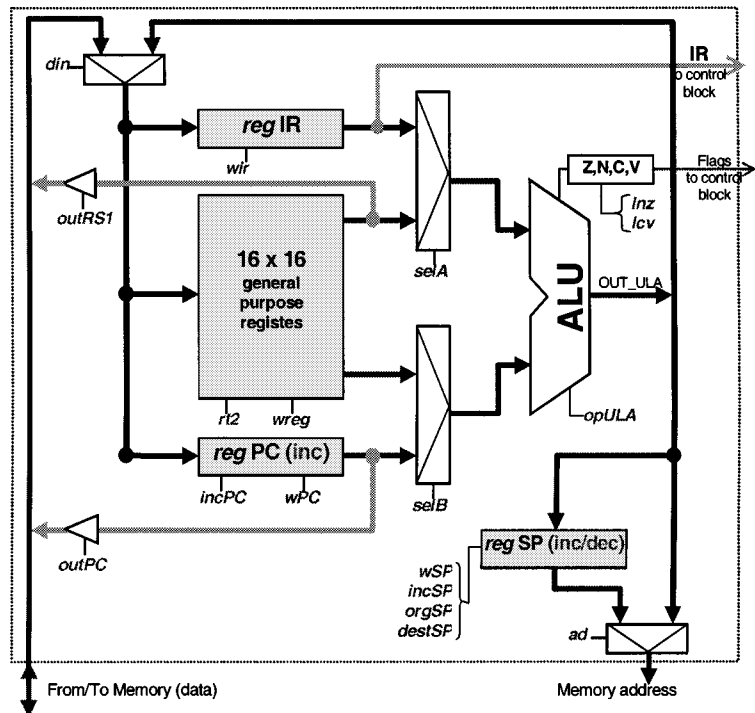 din
IR
to control
block
reg IR
wir
Z,N,C,V
Flags
to control
block
lnz
lcv
outRS1
16 x 16
general
purpose
registes
selA
ALU
OUT_ULA
rt2
wreg
opULA
reg PC (inc)
incPC
wPC
selB
outPC
reg SP (inc/dec)
wSP
incSP
orgSP
destSP
ad
From/To Memory (data)
Memory address